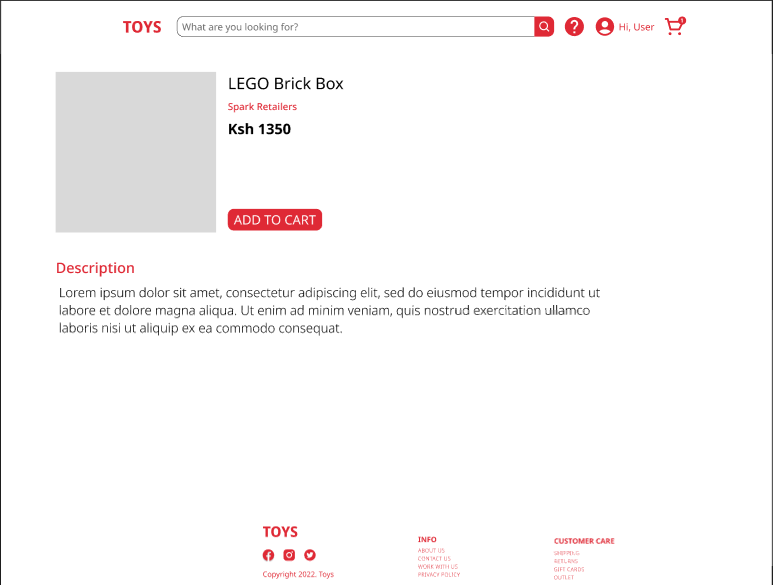 TOYS
What are you looking for?
?
Hi, User
1
LEGO Brick Box
Spark Retailers
Ksh 1350
ADD TO CART
Description
Lorem ipsum dolor sit amet, consectetur adipiscing elit, sed do eiusmod tempor incididunt ut
labore et dolore magna aliqua. Ut enim ad minim veniam, quis nostrud exercitation ullamco
laboris nisi ut aliquip ex ea commodo consequat.
TOYS
Copyright 2022. Toys
INFO
ABOUT US
CONTACT US
WORK WITH US
PRIVACY POLICY
CUSTOMER CARE
SHIPPING
RETURNS
GIFT CARDS
OUTLET